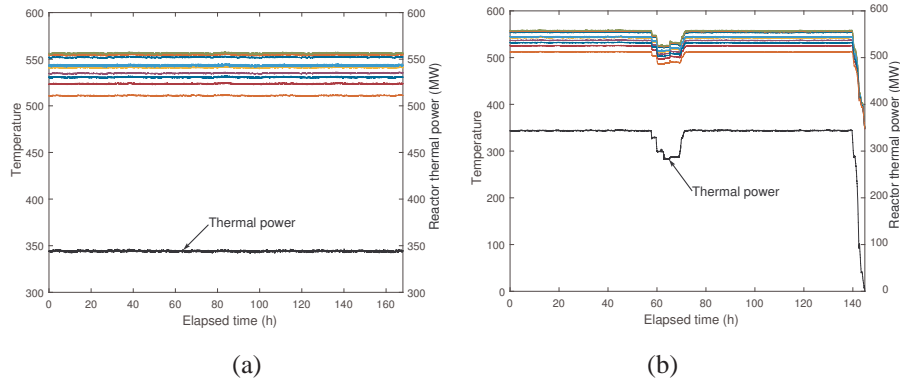 600
550
500
450
400
350
300
600
550
500
450
400
350
300
0 20 40 60 80 100 120 140 160
Temperature
Reactor thermal power (MW)
Elapsed time (h)
Thermal power
(a)
600
500
400
300
200
100
0
600
500
400
300
200
100
0
0 20 40 60 80 100 120 140
Temperature
Reactor thermal power (MW)
Elapsed time (h)
Thermal power
(b)